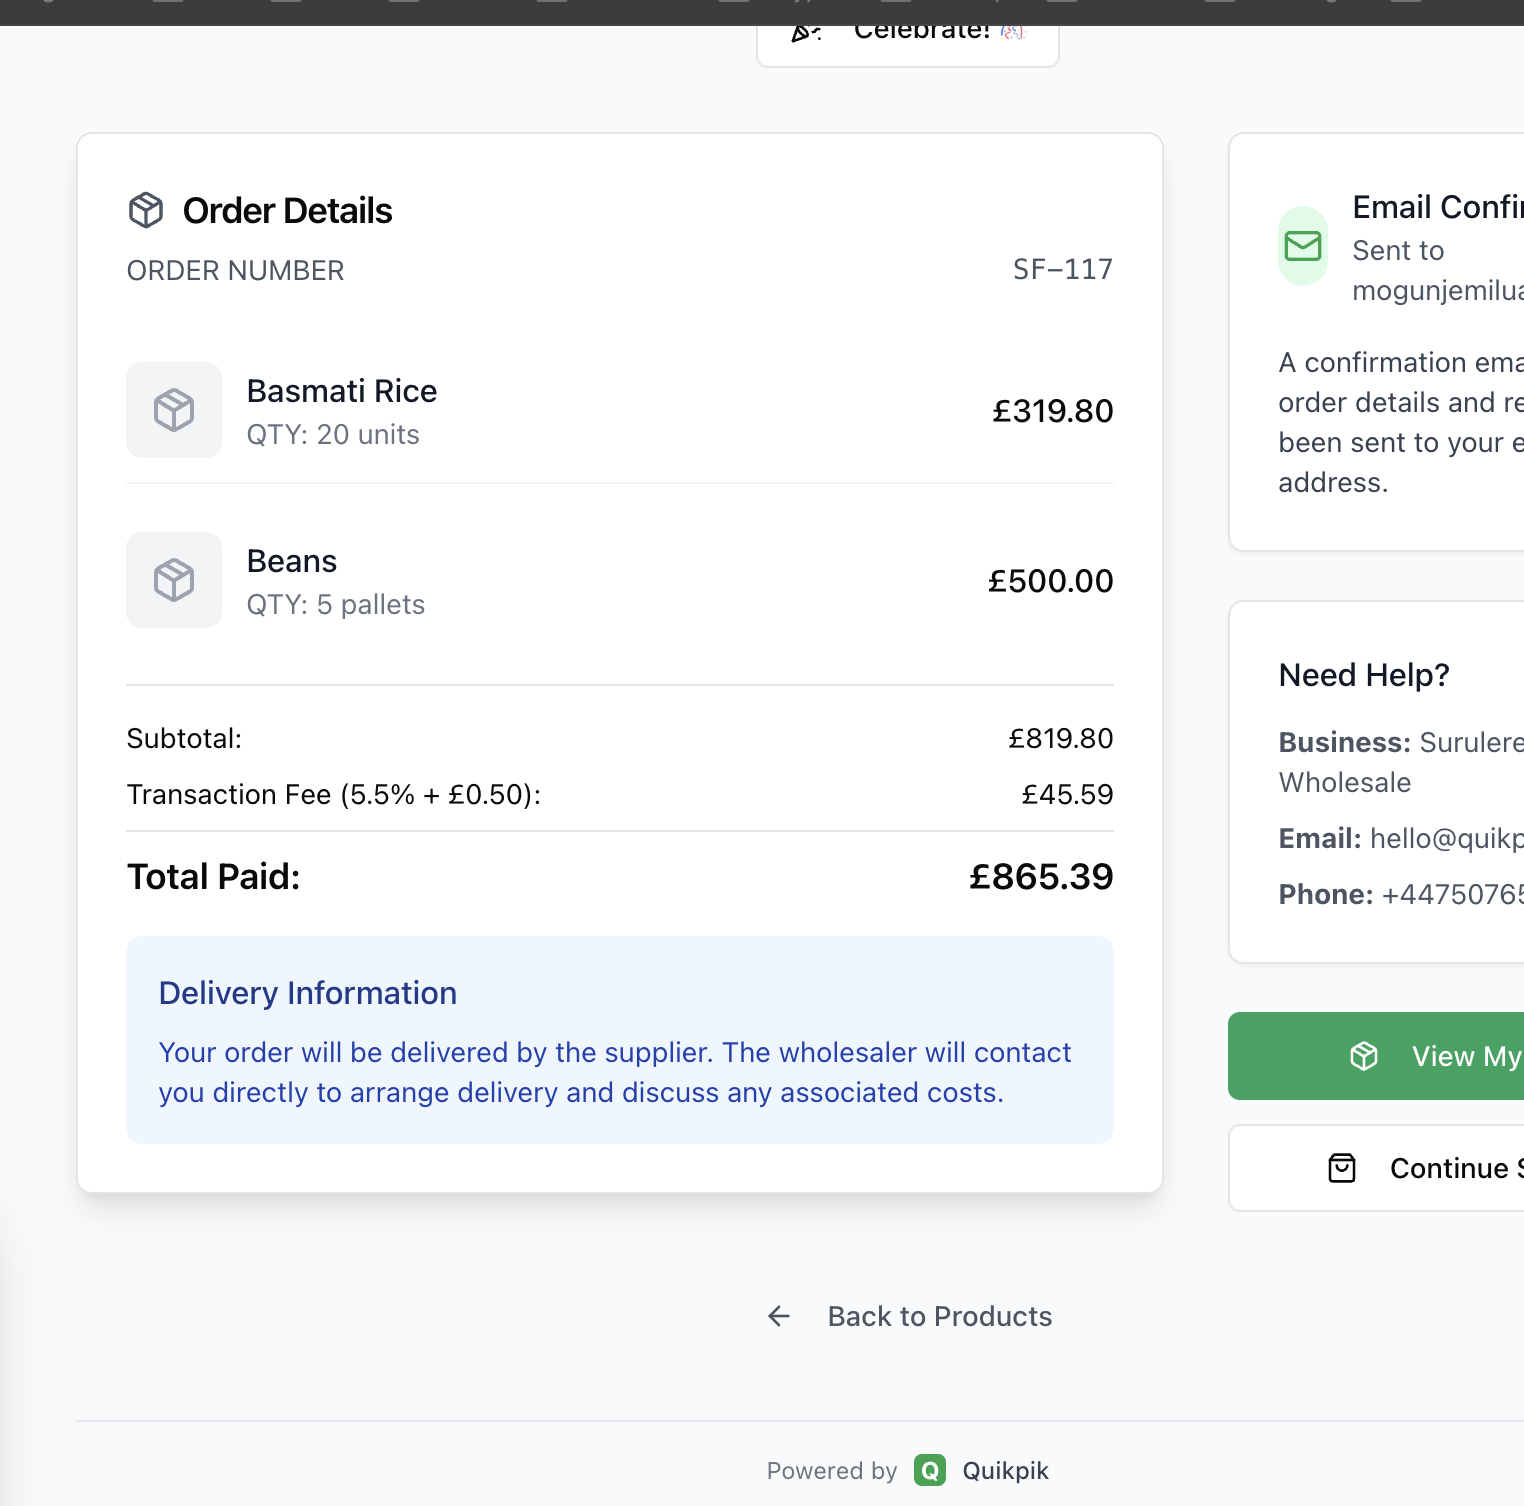 Celebrate!
Order Details
ORDER NUMBER SF-117
Basmati Rice
QTY: 20 units
£319.80
Beans
QTY: 5 pallets
£500.00
Subtotal: £819.80
Transaction Fee (5.5% + £0.50): £45.59
Total Paid: £865.39
Delivery Information
Your order will be delivered by the supplier. The wholesaler will contact
you directly to arrange delivery and discuss any associated costs.
Email Confir
Sent to
mogunjemilua
A confirmation ema
order details and re
been sent to your e
address.
Need Help?
Business: Surulere
Wholesale
Email: hello@quikp
Phone: +44750765
View My
Continue S
Back to Products
Powered by Q Quikpik